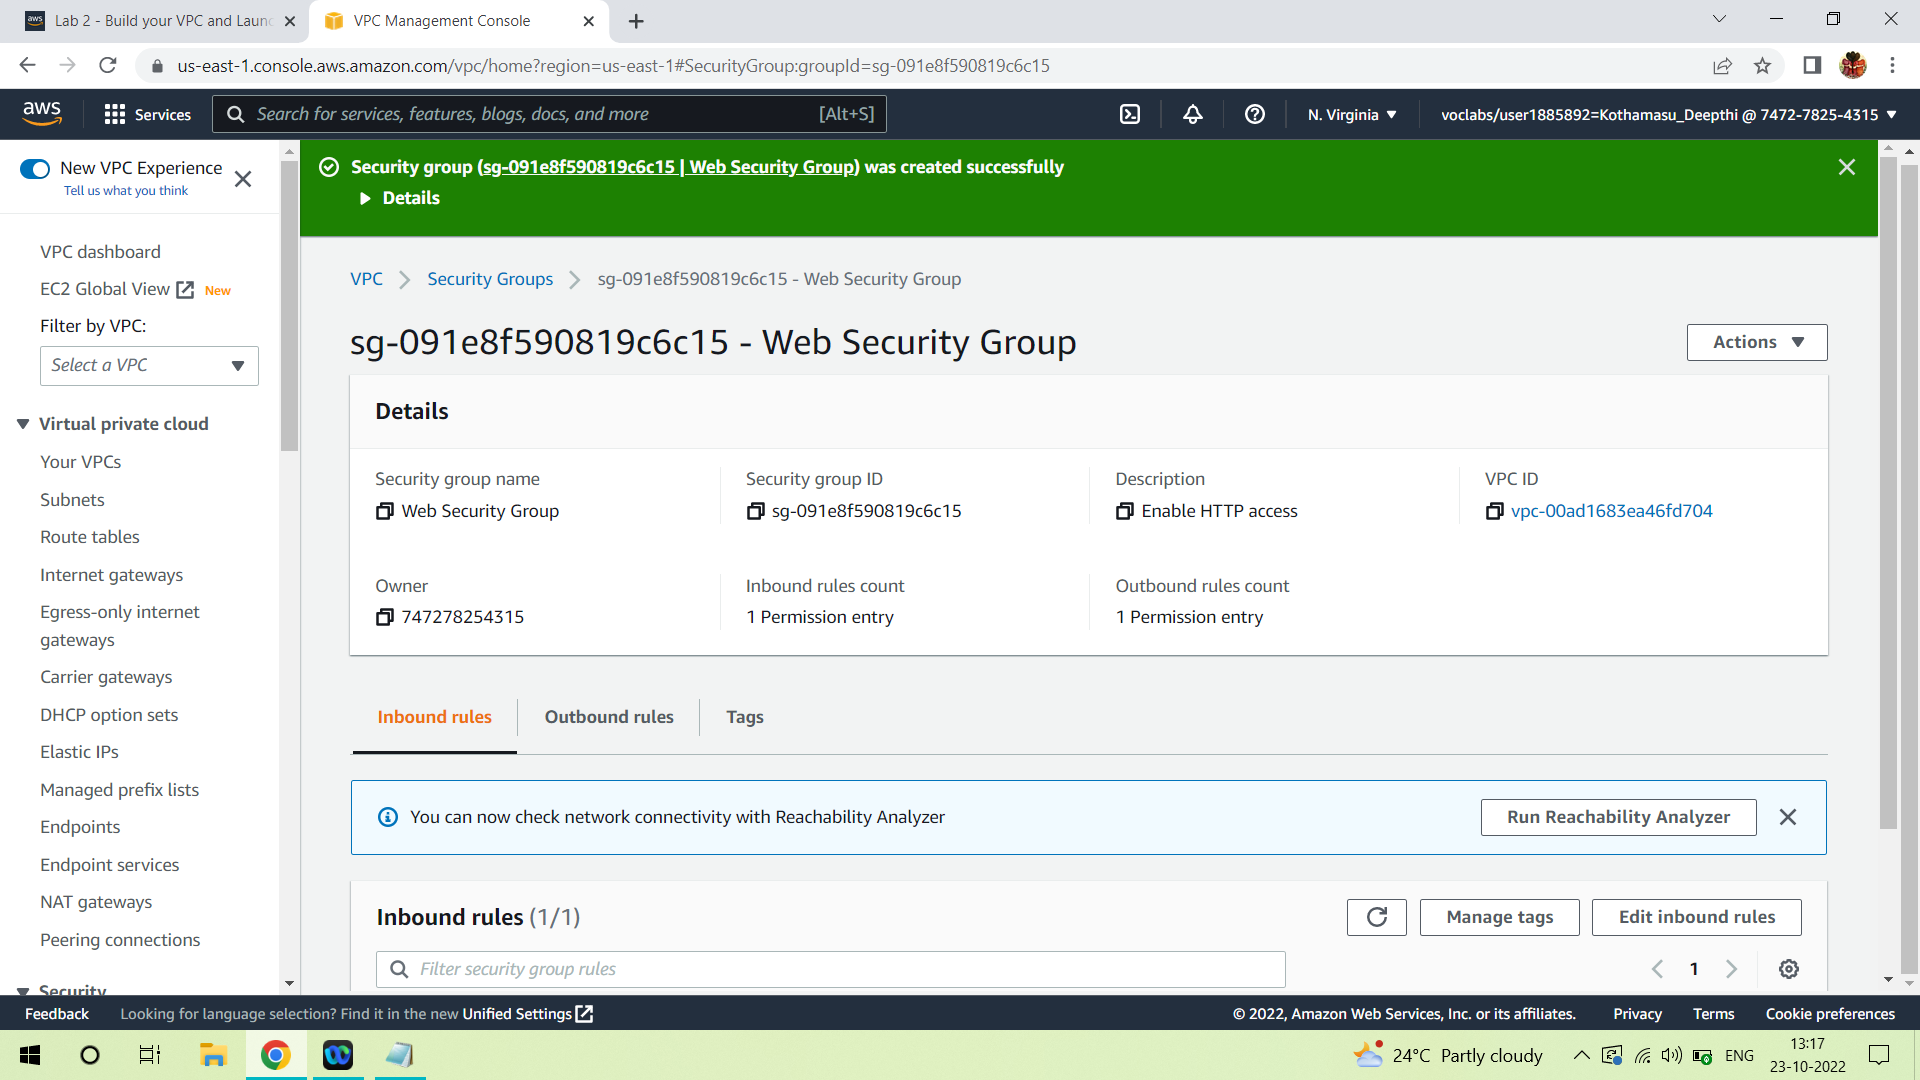 Lab 2 - Build your VPC and Laun
VPC Management Console
us-east-1.console.aws.amazon.com/vpc/home?region=us-east-1#SecurityGroup:groupId=sg-091e8f590819c6c15
aws
Services
Search for services, features, blogs, docs, and more
[Alt+S]
N. Virginia
voclabs/user1885892=Kothamasu_Deepthi @ 7472-7825-4315
New VPC Experience
Tell us what you think
Security group (sg-091e8f590819c6c15 | Web Security Group) was created successfully
Details
VPC dashboard
EC2 Global View New
Filter by VPC:
Select a VPC
Virtual private cloud
Your VPCs
Subnets
Route tables
Internet gateways
Egress-only internet
gateways
Carrier gateways
DHCP option sets
Elastic IPs
Managed prefix lists
Endpoints
Endpoint services
NAT gateways
Peering connections
Security
VPC Security Groups sg-091e8f590819c6c15 - Web Security Group
sg-091e8f590819c6c15 - Web Security Group
Actions
Details
Security group name
Web Security Group
Security group ID
sg-091e8f590819c6c15
Description
Enable HTTP access
VPC ID
vpc-00ad1683ea46fd704
Owner
747278254315
Inbound rules count
1 Permission entry
Outbound rules count
1 Permission entry
Inbound rules
Outbound rules
Tags
You can now check network connectivity with Reachability Analyzer
Run Reachability Analyzer
Inbound rules (1/1)
Manage tags
Edit inbound rules
Filter security group rules
1
Feedback
Looking for language selection? Find it in the new Unified Settings
© 2022, Amazon Web Services, Inc. or its affiliates.
Privacy
Terms
Cookie preferences
24°C Partly cloudy
ENG
13:17
23-10-2022